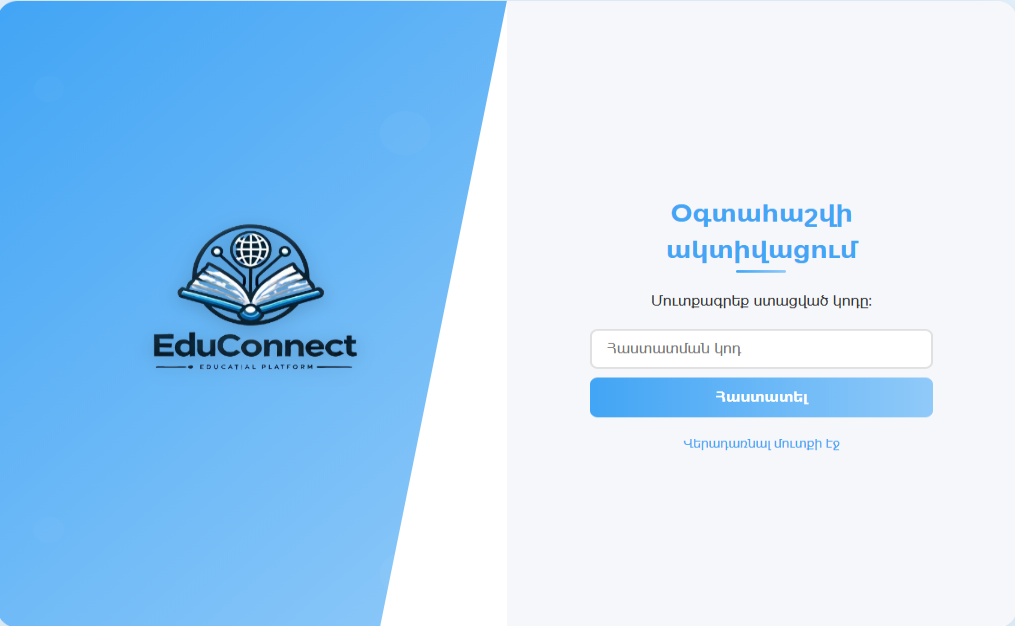 EduConnect
EDUCATIAL PLATFORM
Օգտահաշվի
ակտիվացում
Մուտքագրեք ստացված կոդը:
Հաստատման կոդ
Հաստատել
Վերադառնալ մուտքի էջ